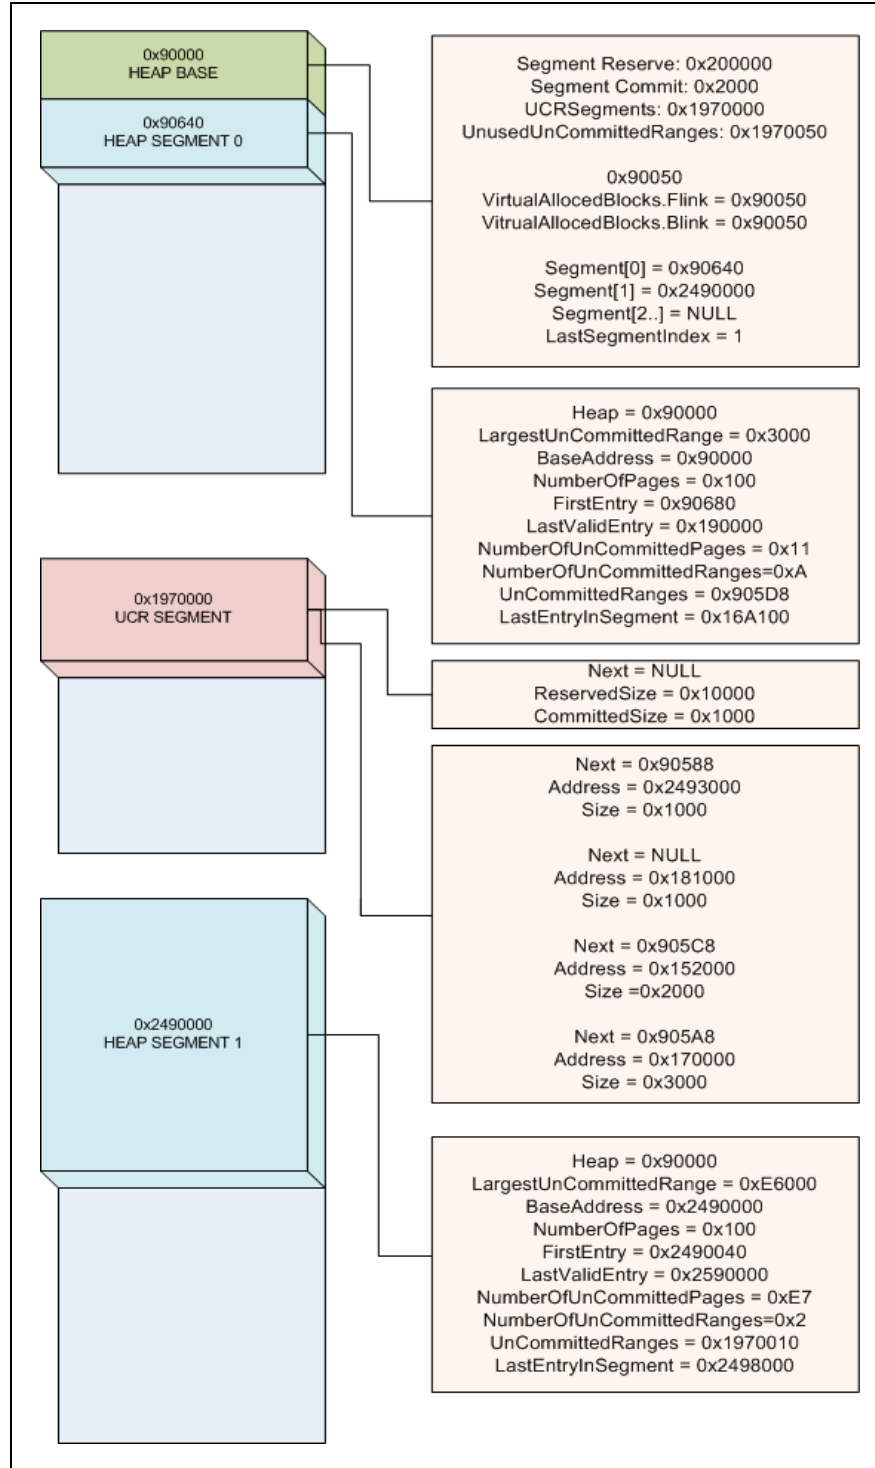 0x90000
HEAP BASE
0x90640
HEAP SEGMENT 0
Segment Reserve: 0x200000
Segment Commit: 0x2000
UCRSegments: 0x1970000
UnusedUnCommittedRanges: 0x1970050
0x90050
VirtualAllocedBlocks.Flink = 0x90050
VitrualAllocedBlocks.Blink = 0x90050
Segment[0] = 0x90640
Segment[1] = 0x2490000
Segment[2..] = NULL
LastSegmentIndex = 1
Heap = 0x90000
LargestUnCommittedRange = 0x3000
BaseAddress = 0x90000
NumberOfPages = 0x100
FirstEntry = 0x90680
LastValidEntry = 0x190000
NumberOfUnCommittedPages = 0x11
NumberOfUnCommittedRanges=0xA
UnCommittedRanges = 0x905D8
LastEntryInSegment = 0x16A100
0x1970000
UCR SEGMENT
Next = NULL
ReservedSize = 0x10000
CommittedSize = 0x1000
Next = 0x90588
Address = 0x2493000
Size = 0x1000
Next = NULL
Address = 0x181000
Size = 0x1000
Next = 0x905C8
Address = 0x152000
Size =0x2000
Next = 0x905A8
Address = 0x170000
Size = 0x3000
0x2490000
HEAP SEGMENT 1
Heap = 0x90000
LargestUnCommittedRange = 0xE6000
BaseAddress = 0x2490000
NumberOfPages = 0x100
FirstEntry = 0x2490040
LastValidEntry = 0x2590000
NumberOfUnCommittedPages = 0xE7
NumberOfUnCommittedRanges=0x2
UnCommittedRanges = 0x1970010
LastEntryInSegment = 0x2498000